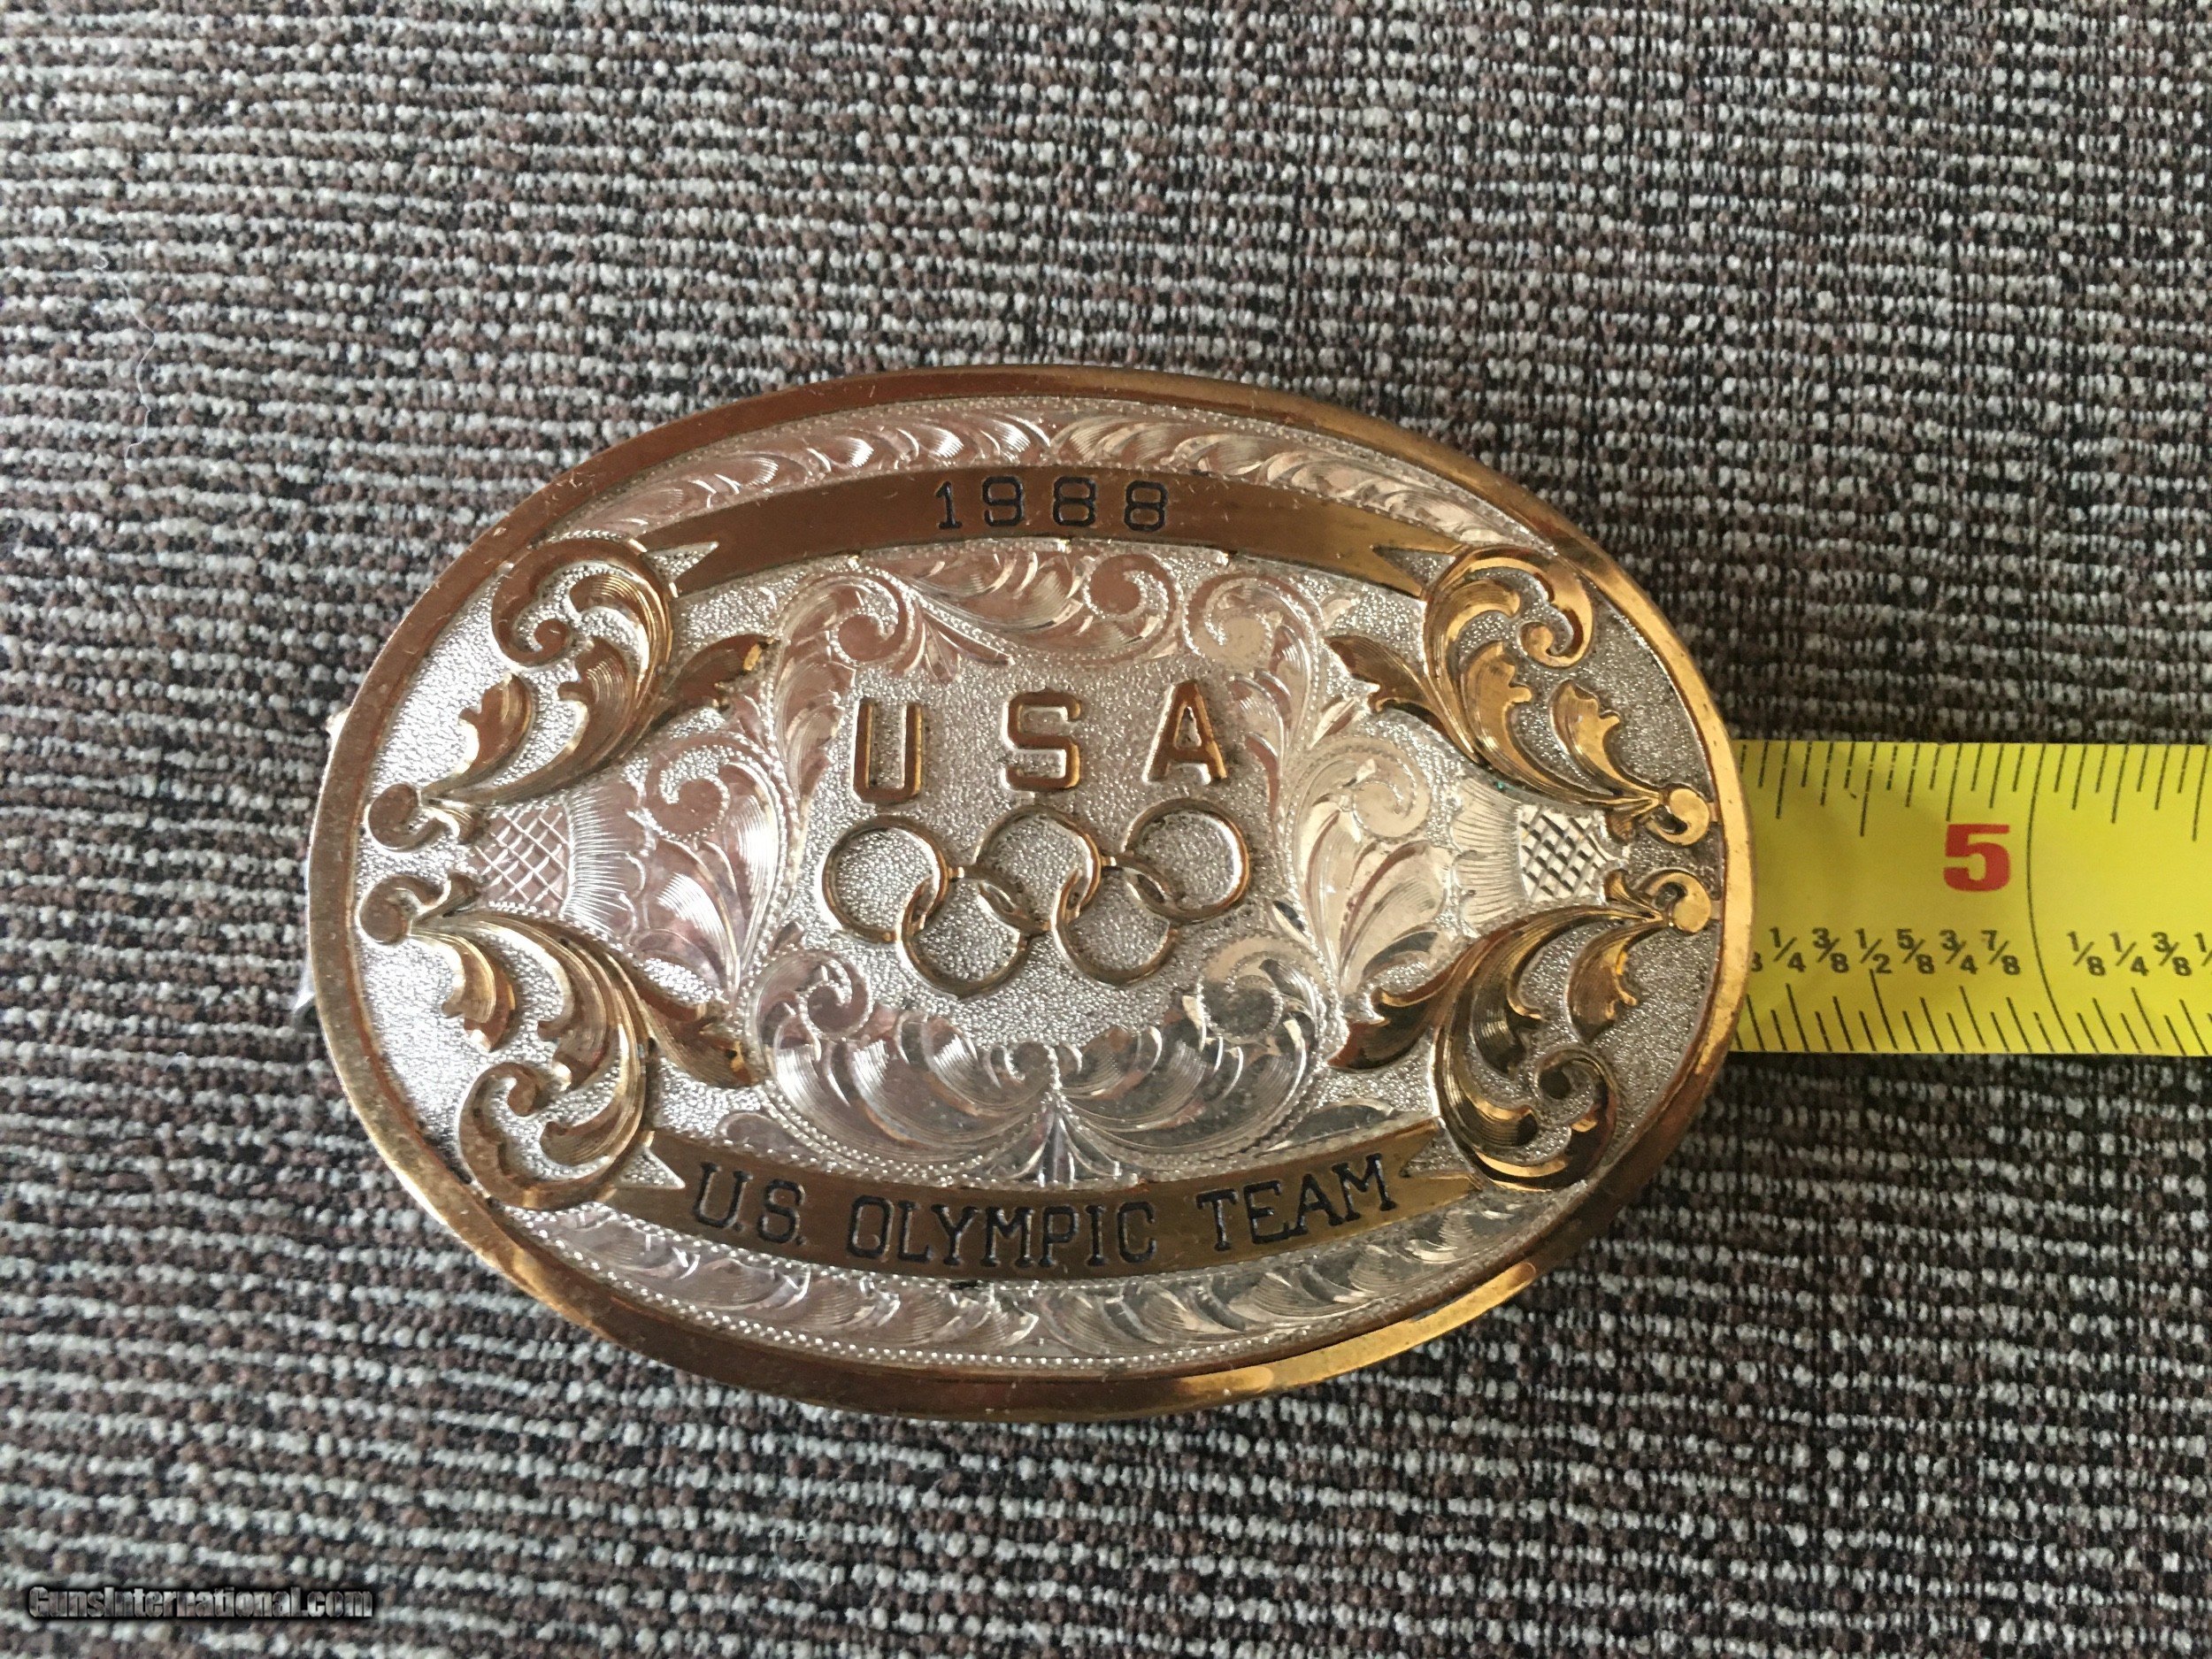 1988
USA
U.S. OLYMPIC TEAM
5
1/4 3/8 1/2 5/8 3/4 7/8 1/8 1/4 3/8
GunsInternational.com